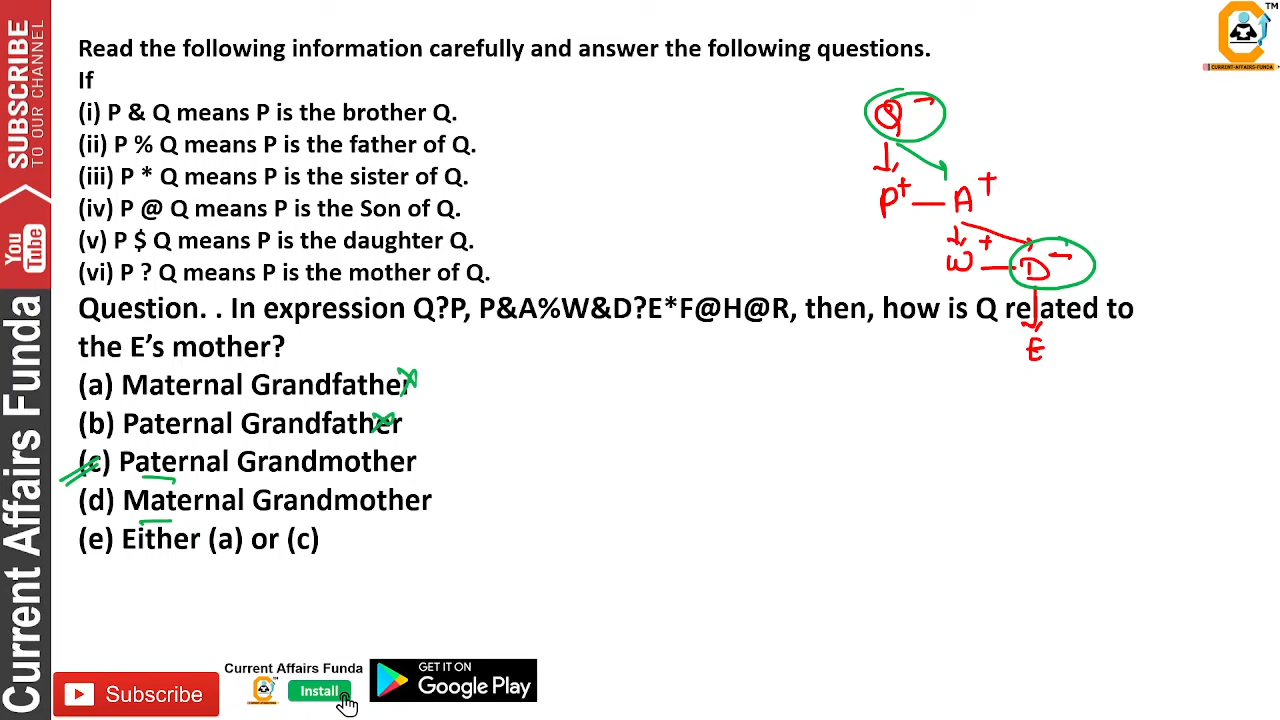 SUBSCRIBE
TO OUR CHANNEL
You
Tube
Current Affairs Funda
TM
CURRENT-AFFAIRS-FUNDA
Read the following information carefully and answer the following questions.
If
(i) P & Q means P is the brother Q.
(ii) P % Q means P is the father of Q.
(iii) P * Q means P is the sister of Q.
(iv) P @ Q means P is the Son of Q.
(v) P $ Q means P is the daughter Q.
(vi) P ? Q means P is the mother of Q.
Question. . In expression Q?P, P&A%W&D?E*F@H@R, then, how is Q related to
the E's mother?
(a) Maternal Grandfather
(b) Paternal Grandfather
(c) Paternal Grandmother
(d) Maternal Grandmother
(e) Either (a) or (c)
Q -
P+ — A+
W+ — D -
E
Subscribe
Current Affairs Funda
Install
GET IT ON
Google Play